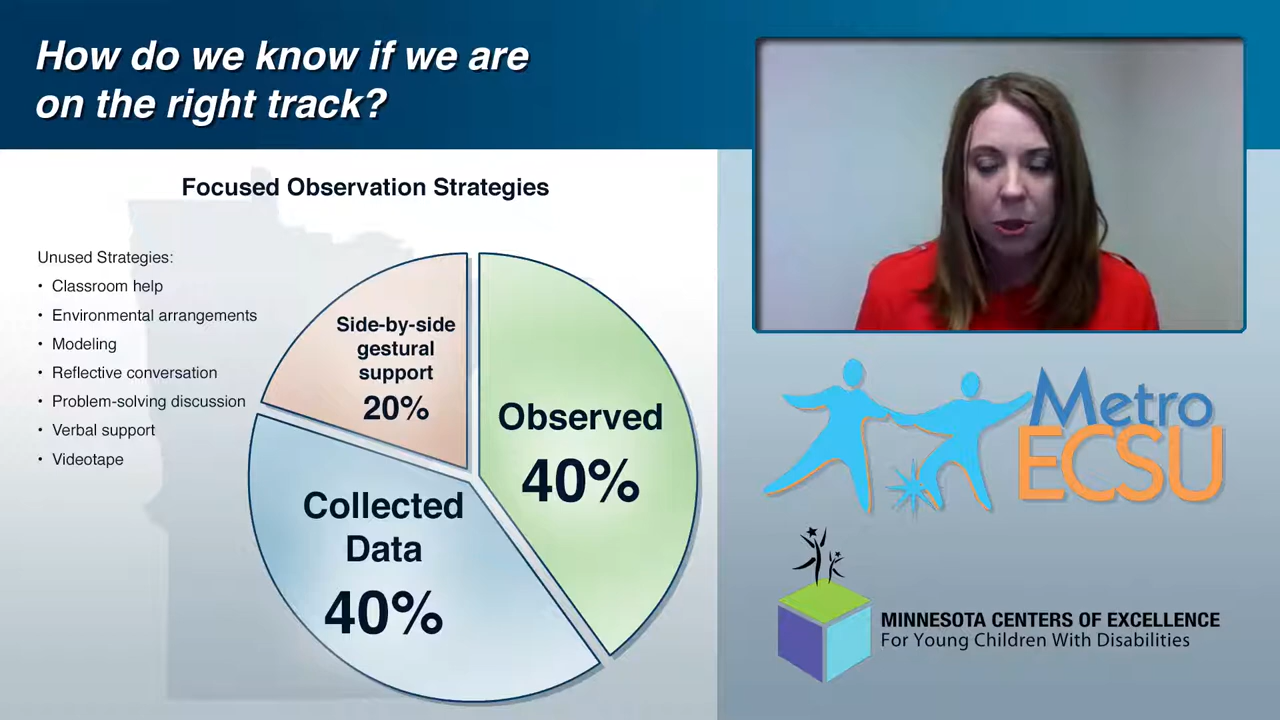 How do we know if we are
on the right track?
Focused Observation Strategies
Unused Strategies:
• Classroom help
• Environmental arrangements
• Modeling
• Reflective conversation
• Problem-solving discussion
• Verbal support
• Videotape
Side-by-side
gestural
support
20%
Observed
40%
Collected
Data
40%
Metro
ECSU
MINNESOTA CENTERS OF EXCELLENCE
For Young Children With Disabilities